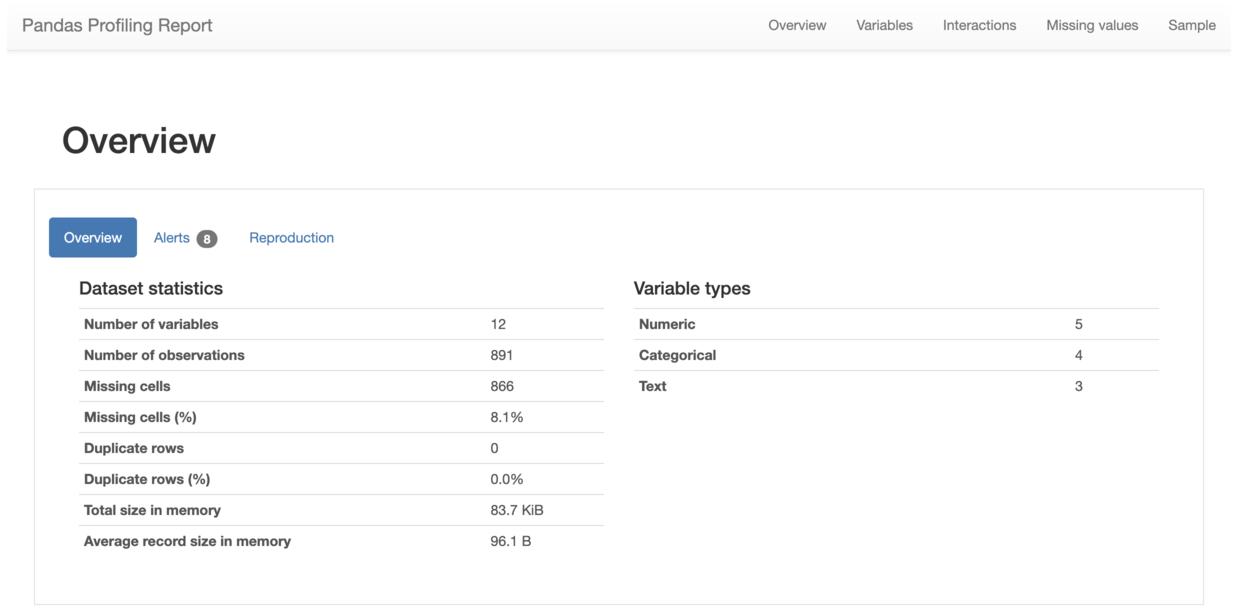 Pandas Profiling Report Overview Variables Interactions Missing values Sample
Overview
Overview Alerts 8 Reproduction
Dataset statistics
Number of variables 12
Number of observations 891
Missing cells 866
Missing cells (%) 8.1%
Duplicate rows 0
Duplicate rows (%) 0.0%
Total size in memory 83.7 KiB
Average record size in memory 96.1 B
Variable types
Numeric 5
Categorical 4
Text 3